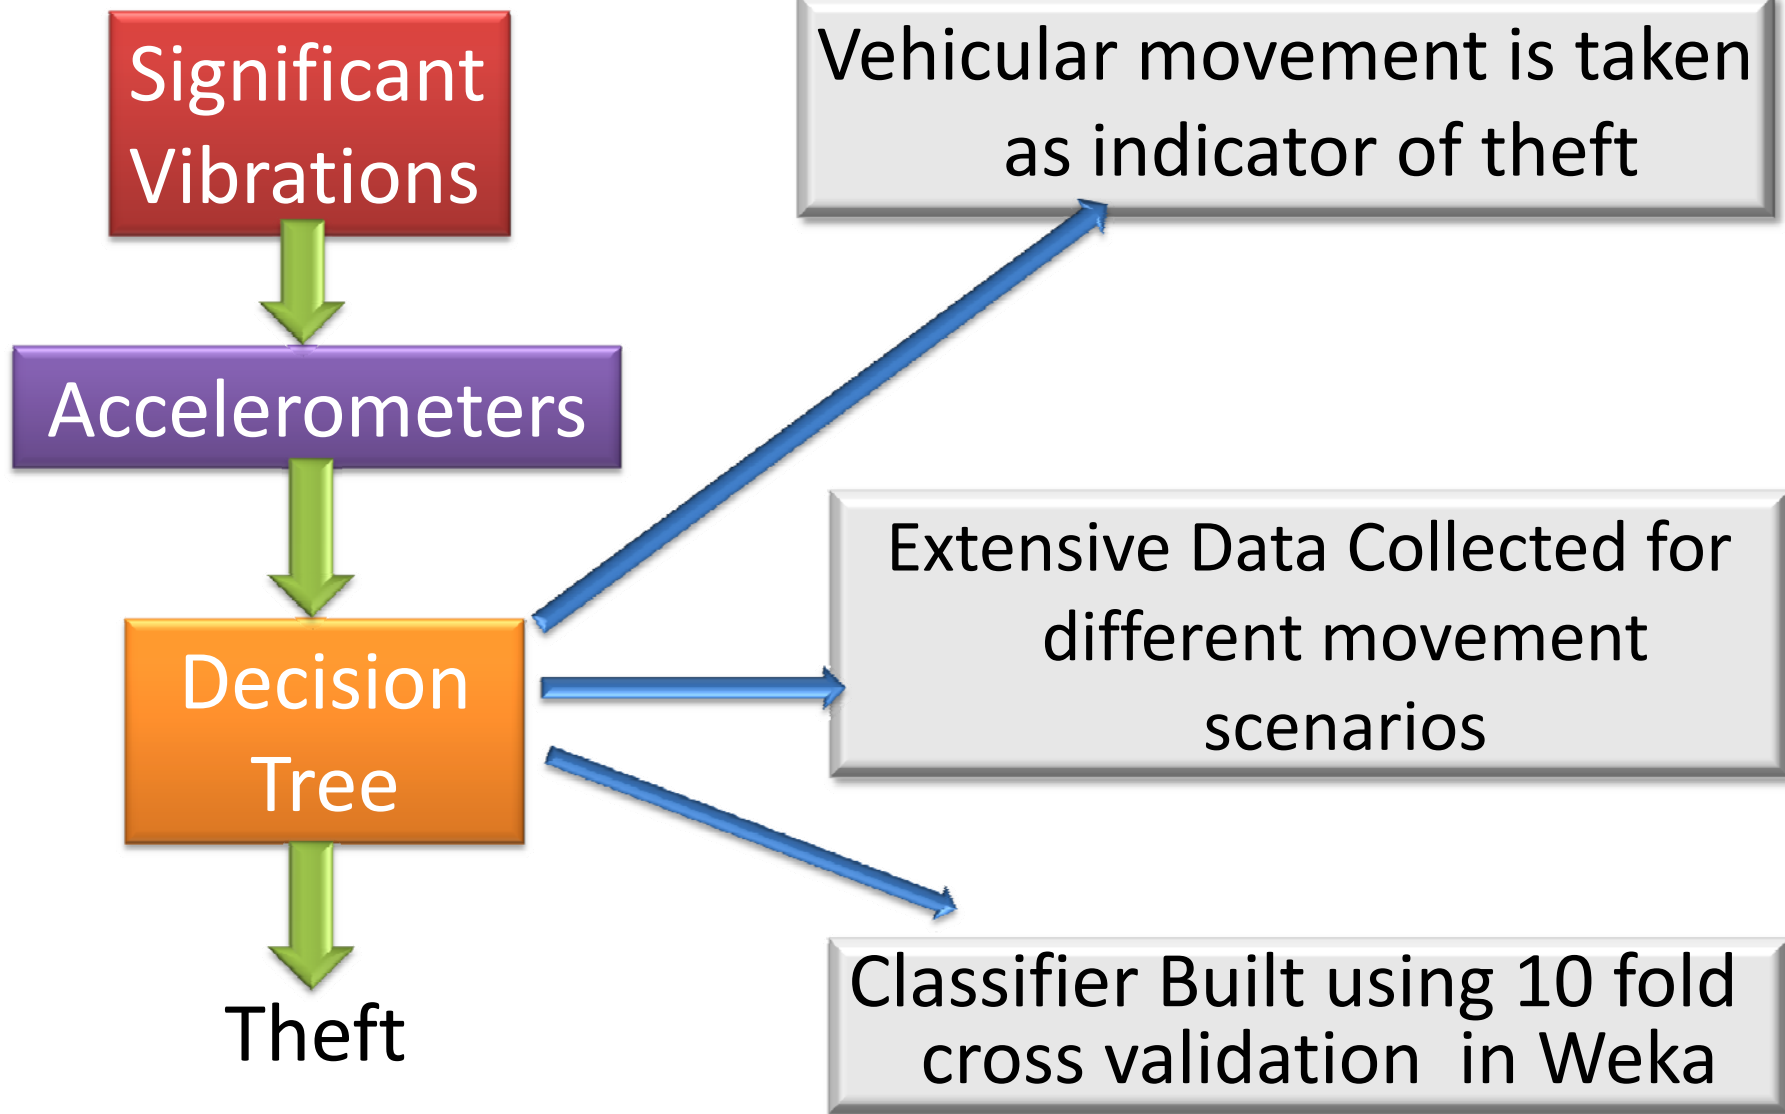 Significant
Vibrations
Accelerometers
Decision
Tree
Theft
Vehicular movement is taken
as indicator of theft
Extensive Data Collected for
different movement
scenarios
Classifier Built using 10 fold
cross validation  in Weka